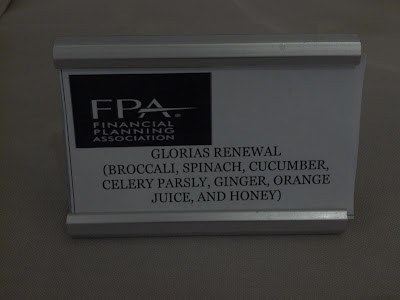 FPA®
FINANCIAL
PLANNING
ASSOCIATION
GLORIAS RENEWAL
(BROCCALI, SPINACH, CUCUMBER,
CELERY PARSLY, GINGER, ORANGE
JUICE, AND HONEY)